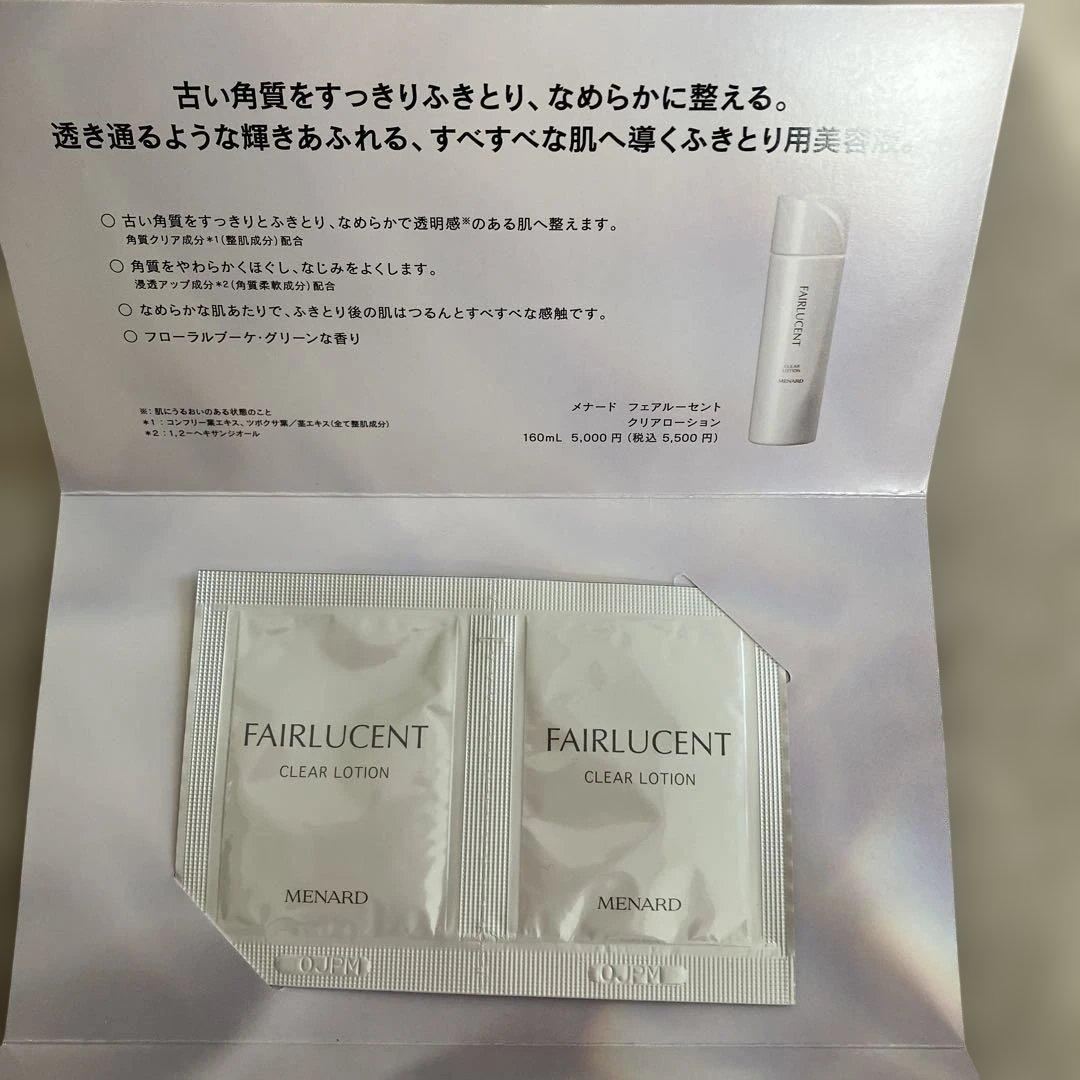 古い角質をすっきりふきとり、なめらかに整える。
透き通るような輝きあふれる、すべすべな肌へ導くふきとり用美容液。
○ 古い角質をすっきりとふきとり、なめらかで透明感※のある肌へ整えます。
角質クリア成分*1(整肌成分)配合
○ 角質をやわらかくほぐし、なじみをよくします。
浸透アップ成分*2(角質柔軟成分)配合
○ なめらかな肌あたりで、ふきとり後の肌はつるんとすべすべな感触です。
○ フローラルブーケ・グリーンな香り
※:肌にうるおいのある状態のこと
*1:コンフリー葉エキス、ツボクサ葉/茎エキス(全て整肌成分)
*2:1,2-ヘキサンジオール
メナード フェアルーセント
クリアローション
160mL 5,000円(税込 5,500円)
FAIRLUCENT
CLEAR
LOTION
MENARD
FAIRLUCENT
CLEAR LOTION
MENARD
OJPM
FAIRLUCENT
CLEAR LOTION
MENARD
OJPM